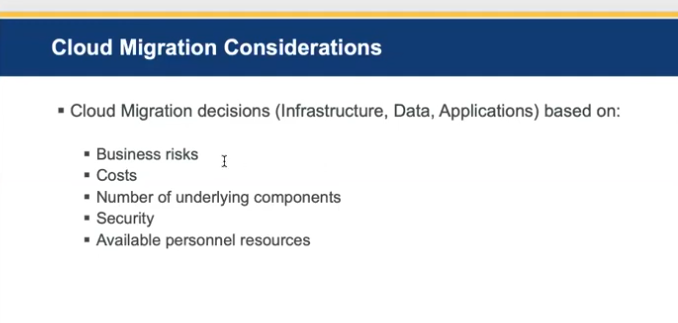 Cloud Migration Considerations
▪ Cloud Migration decisions (Infrastructure, Data, Applications) based on:
▪ Business risks
▪ Costs
▪ Number of underlying components
▪ Security
▪ Available personnel resources